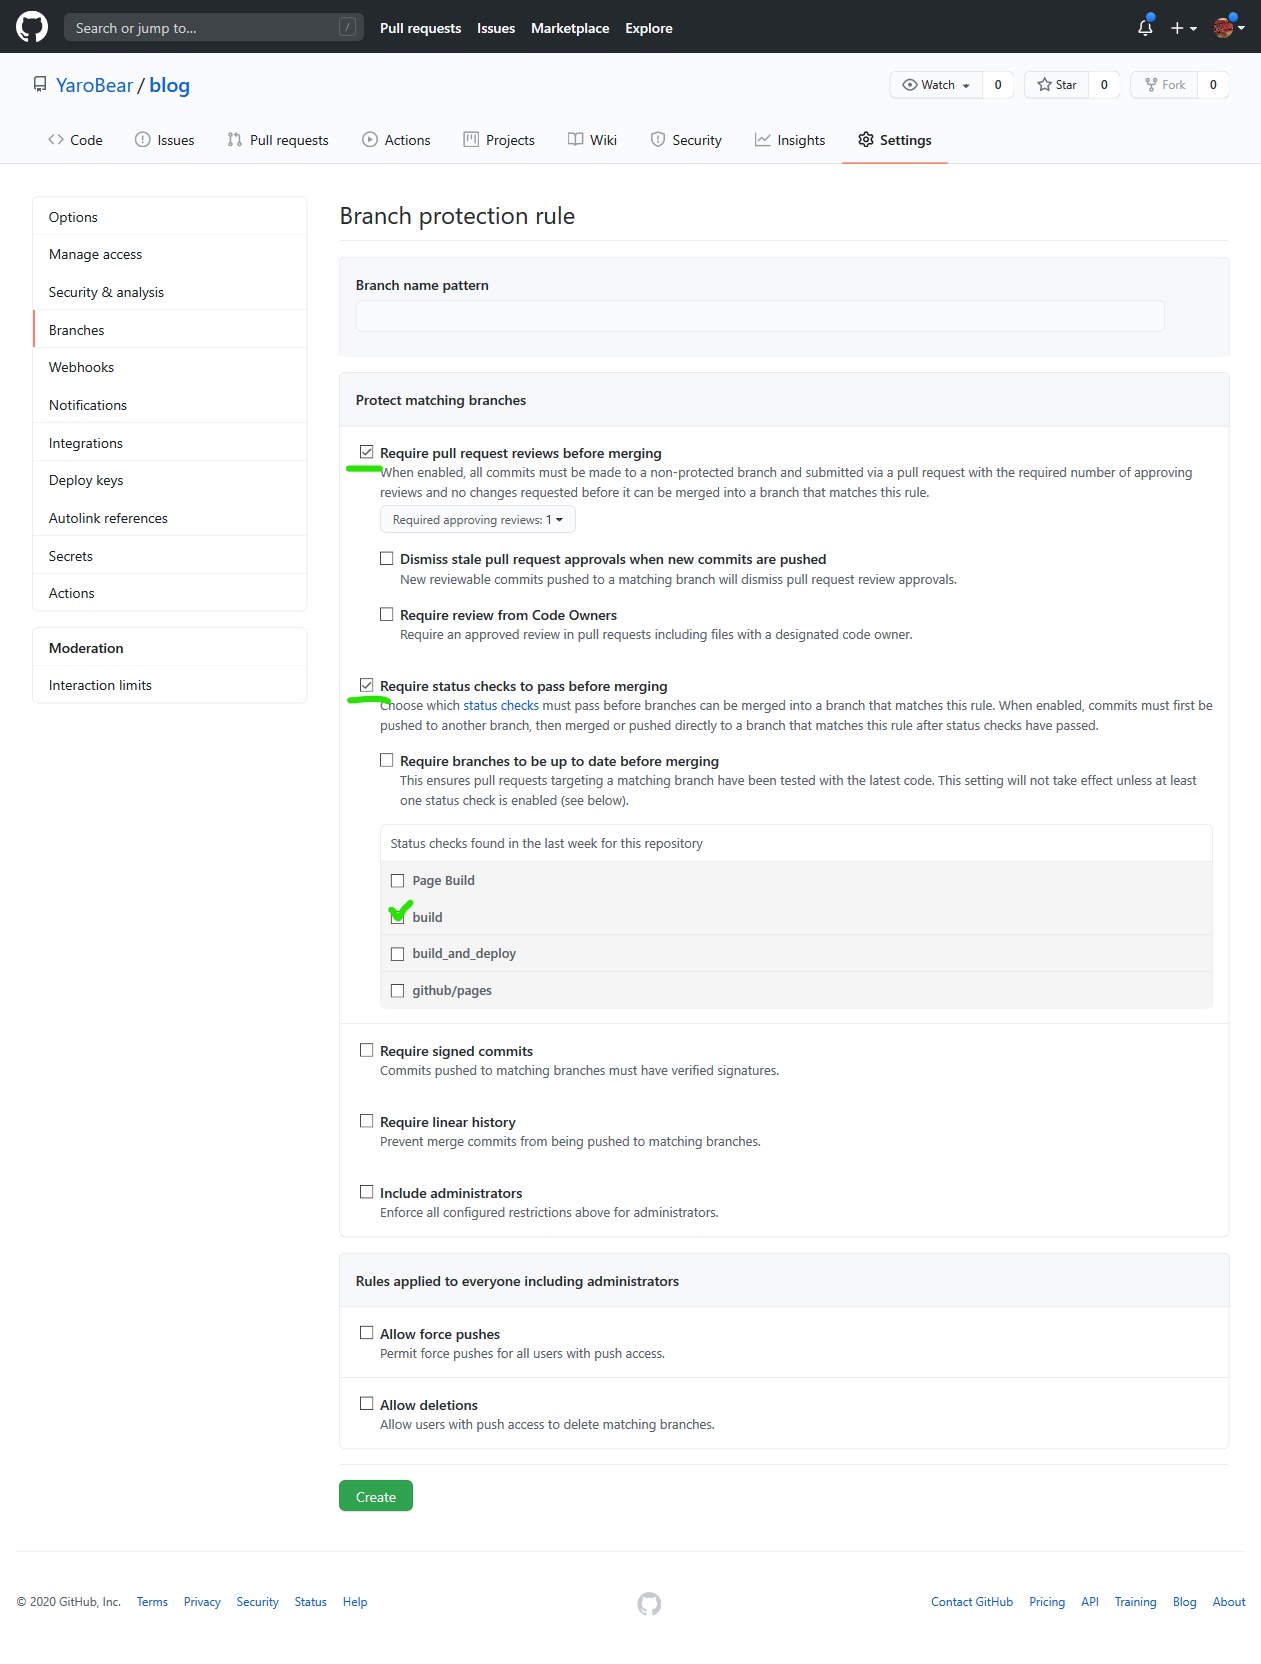 Search or jump to... /
Pull requests Issues Marketplace Explore
YaroBear / blog
Watch 0 Star 0 Fork 0
Code Issues Pull requests Actions Projects Wiki Security Insights Settings
Options
Manage access
Security & analysis
Branches
Webhooks
Notifications
Integrations
Deploy keys
Autolink references
Secrets
Actions
Moderation
Interaction limits
Branch protection rule
Branch name pattern
Protect matching branches
Require pull request reviews before merging
When enabled, all commits must be made to a non-protected branch and submitted via a pull request with the required number of approving
reviews and no changes requested before it can be merged into a branch that matches this rule.
Required approving reviews: 1
Dismiss stale pull request approvals when new commits are pushed
New reviewable commits pushed to a matching branch will dismiss pull request review approvals.
Require review from Code Owners
Require an approved review in pull requests including files with a designated code owner.
Require status checks to pass before merging
Choose which status checks must pass before branches can be merged into a branch that matches this rule. When enabled, commits must first be
pushed to another branch, then merged or pushed directly to a branch that matches this rule after status checks have passed.
Require branches to be up to date before merging
This ensures pull requests targeting a matching branch have been tested with the latest code. This setting will not take effect unless at least
one status check is enabled (see below).
Status checks found in the last week for this repository
Page Build
build
build_and_deploy
github/pages
Require signed commits
Commits pushed to matching branches must have verified signatures.
Require linear history
Prevent merge commits from being pushed to matching branches.
Include administrators
Enforce all configured restrictions above for administrators.
Rules applied to everyone including administrators
Allow force pushes
Permit force pushes for all users with push access.
Allow deletions
Allow users with push access to delete matching branches.
Create
© 2020 GitHub, Inc. Terms Privacy Security Status Help
Contact GitHub Pricing API Training Blog About